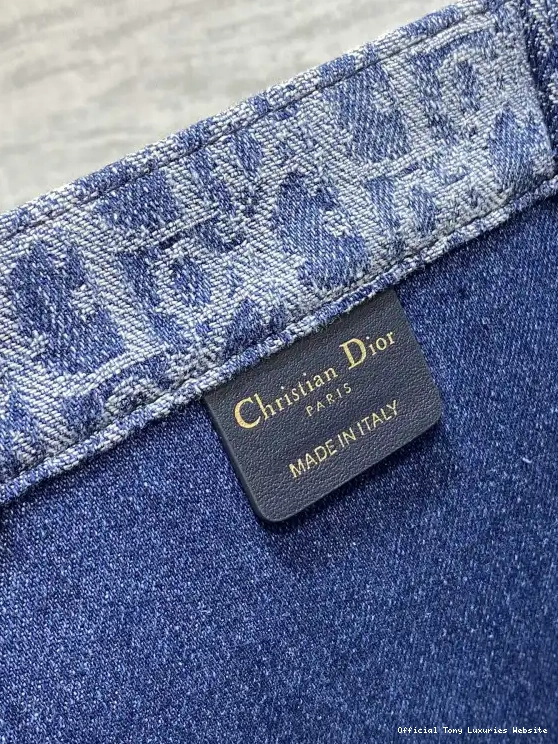 Christian Dior
PARIS
MADE IN ITALY
Official Tony Luxuries Website